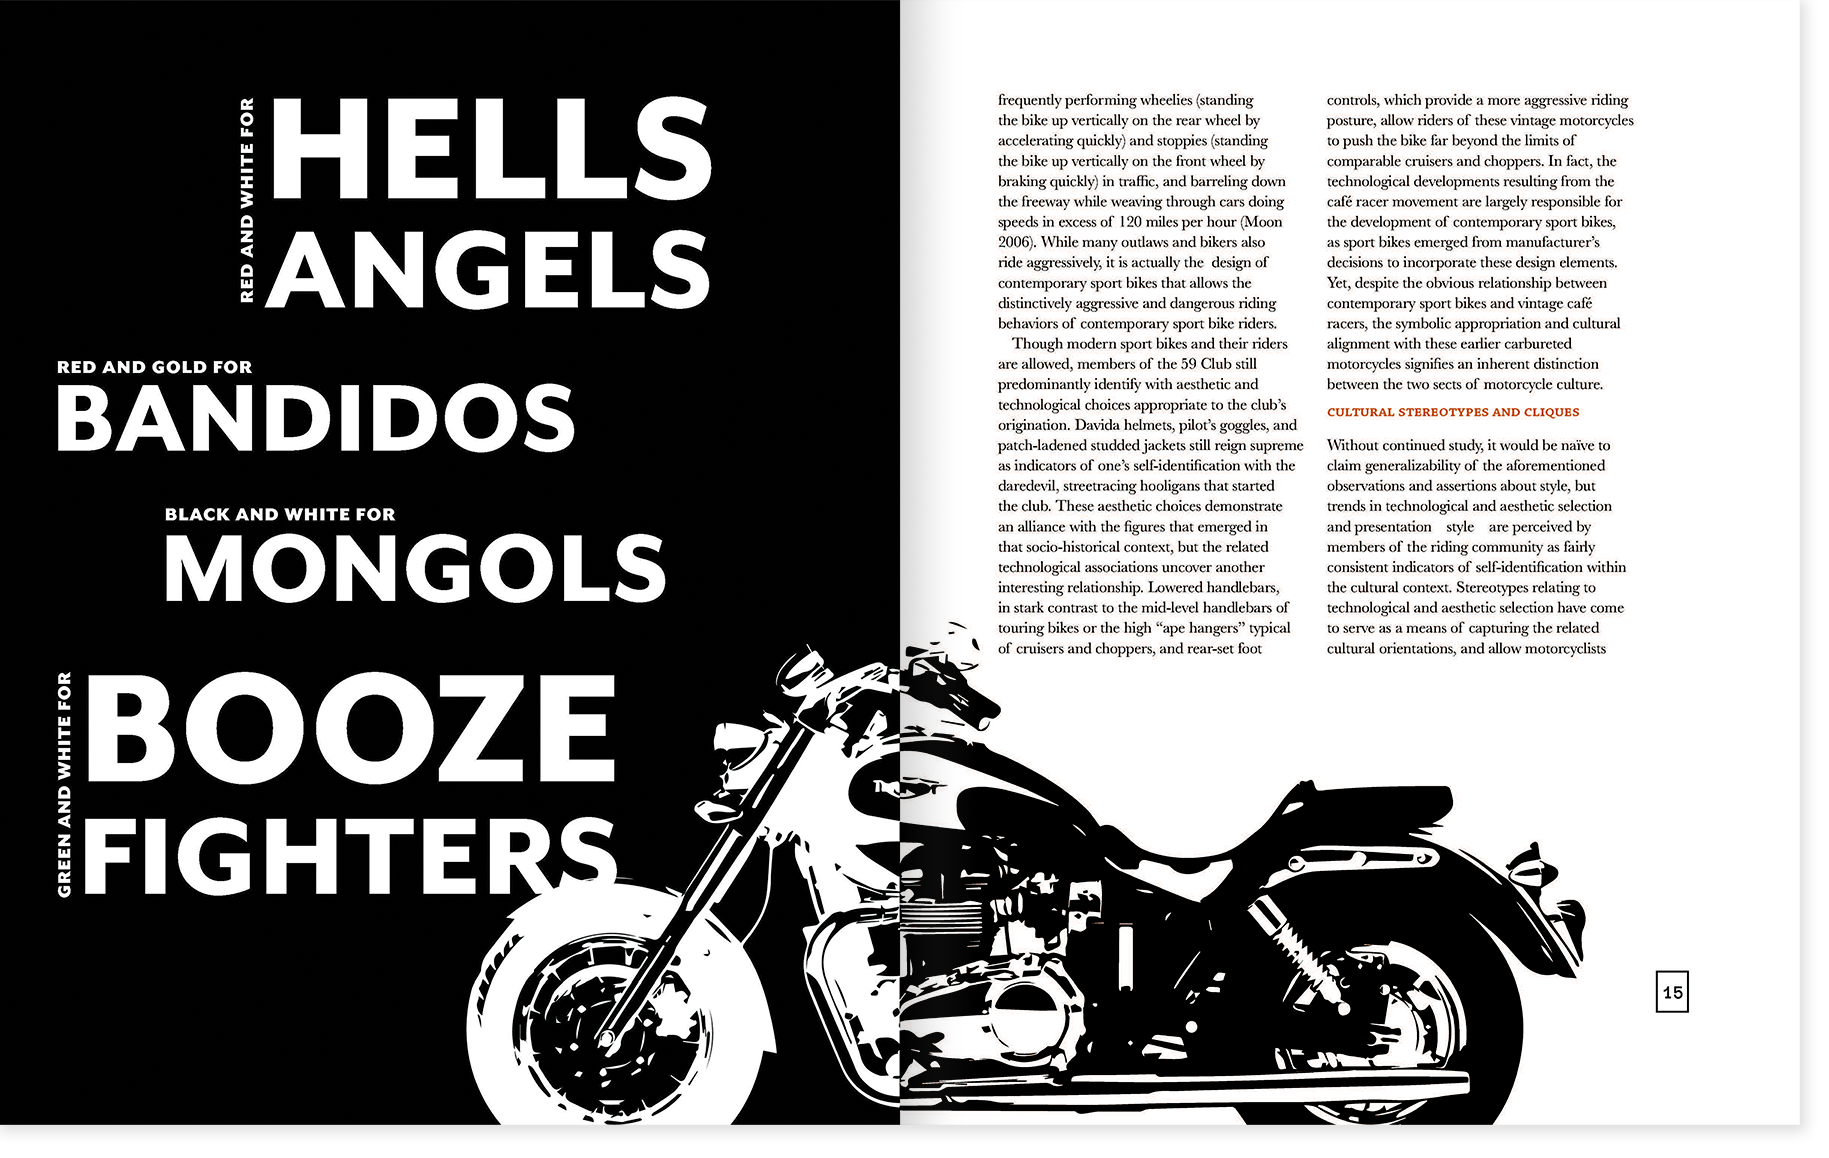 RED AND WHITE FOR
HELLS
ANGELS
RED AND GOLD FOR
BANDIDOS
BLACK AND WHITE FOR
MONGOLS
GREEN AND WHITE FOR
BOOZE
FIGHTERS
frequently performing wheelies (standing
the bike up vertically on the rear wheel by
accelerating quickly) and stoppies (standing
the bike up vertically on the front wheel by
braking quickly) in traffic, and barreling down
the freeway while weaving through cars doing
speeds in excess of 120 miles per hour (Moon
2006). While many outlaws and bikers also
ride aggressively, it is actually the design of
contemporary sport bikes that allows the
distinctively aggressive and dangerous riding
behaviors of contemporary sport bike riders.
Though modern sport bikes and their riders
are allowed, members of the 59 Club still
predominantly identify with aesthetic and
technological choices appropriate to the club’s
origination. Davida helmets, pilot’s goggles, and
patch-ladened studded jackets still reign supreme
as indicators of one’s self-identification with the
daredevil, streetracing hooligans that started
the club. These aesthetic choices demonstrate
an alliance with the figures that emerged in
that socio-historical context, but the related
technological associations uncover another
interesting relationship. Lowered handlebars,
in stark contrast to the mid-level handlebars of
touring bikes or the high “ape hangers” typical
of cruisers and choppers, and rear-set foot
controls, which provide a more aggressive riding
posture, allow riders of these vintage motorcycles
to push the bike far beyond the limits of
comparable cruisers and choppers. In fact, the
technological developments resulting from the
café racer movement are largely responsible for
the development of contemporary sport bikes,
as sport bikes emerged from manufacturer’s
decisions to incorporate these design elements.
Yet, despite the obvious relationship between
contemporary sport bikes and vintage café
racers, the symbolic appropriation and cultural
alignment with these earlier carbureted
motorcycles signifies an inherent distinction
between the two sects of motorcycle culture.
CULTURAL STEREOTYPES AND CLIQUES
Without continued study, it would be naïve to
claim generalizability of the aforementioned
observations and assertions about style, but
trends in technological and aesthetic selection
and presentation style are perceived by
members of the riding community as fairly
consistent indicators of self-identification within
the cultural context. Stereotypes relating to
technological and aesthetic selection have come
to serve as a means of capturing the related
cultural orientations, and allow motorcyclists
15